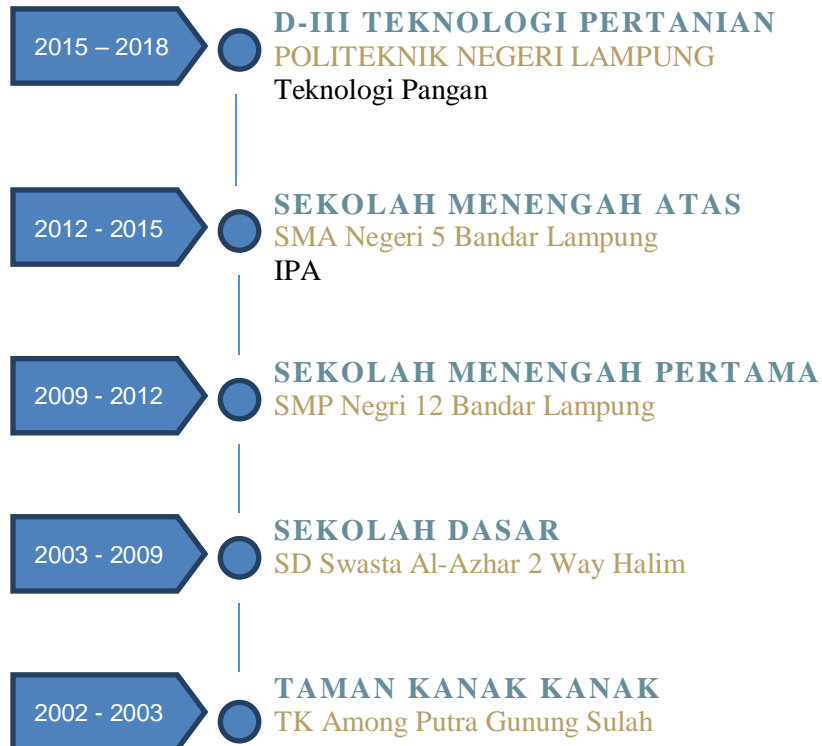 2015 – 2018
D-III TEKNOLOGI PERTANIAN
POLITEKNIK NEGERI LAMPUNG
Teknologi Pangan
2012 - 2015
SEKOLAH MENENGAH ATAS
SMA Negeri 5 Bandar Lampung
IPA
2009 - 2012
SEKOLAH MENENGAH PERTAMA
SMP Negri 12 Bandar Lampung
2003 - 2009
SEKOLAH DASAR
SD Swasta Al-Azhar 2 Way Halim
2002 - 2003
TAMAN KANAK KANAK
TK Among Putra Gunung Sulah